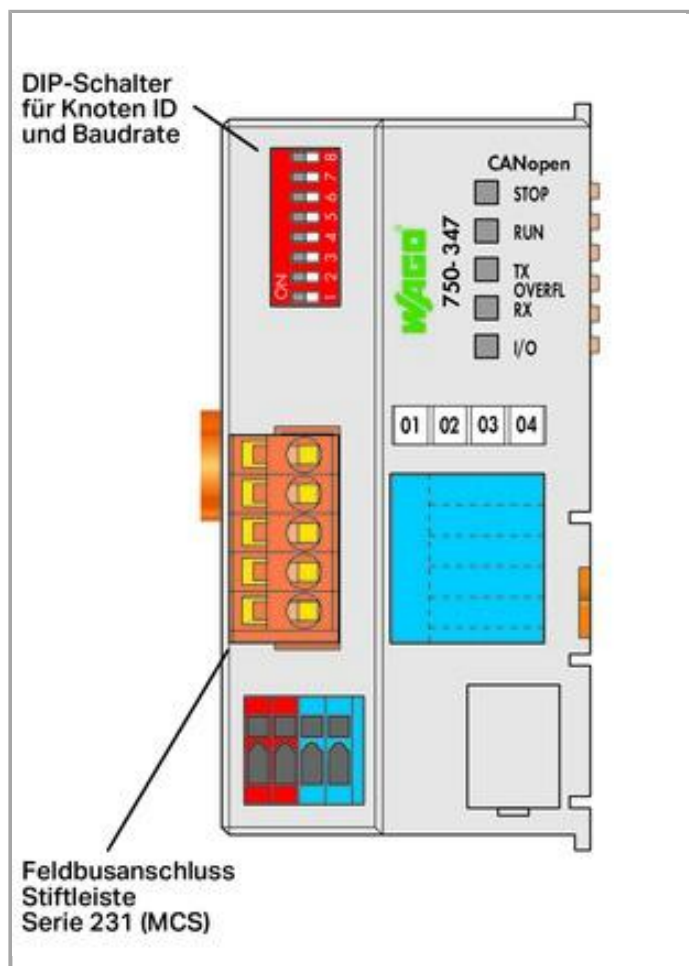 DIP-Schalter
für Knoten ID
und Baudrate
ON
1 2 3 4 5 6 7 8
WAGO®
750-347
CANopen
STOP
RUN
TX
OVERFL
RX
I/O
01 02 03 04
Feldbusanschluss
Stiftleiste
Serie 231 (MCS)